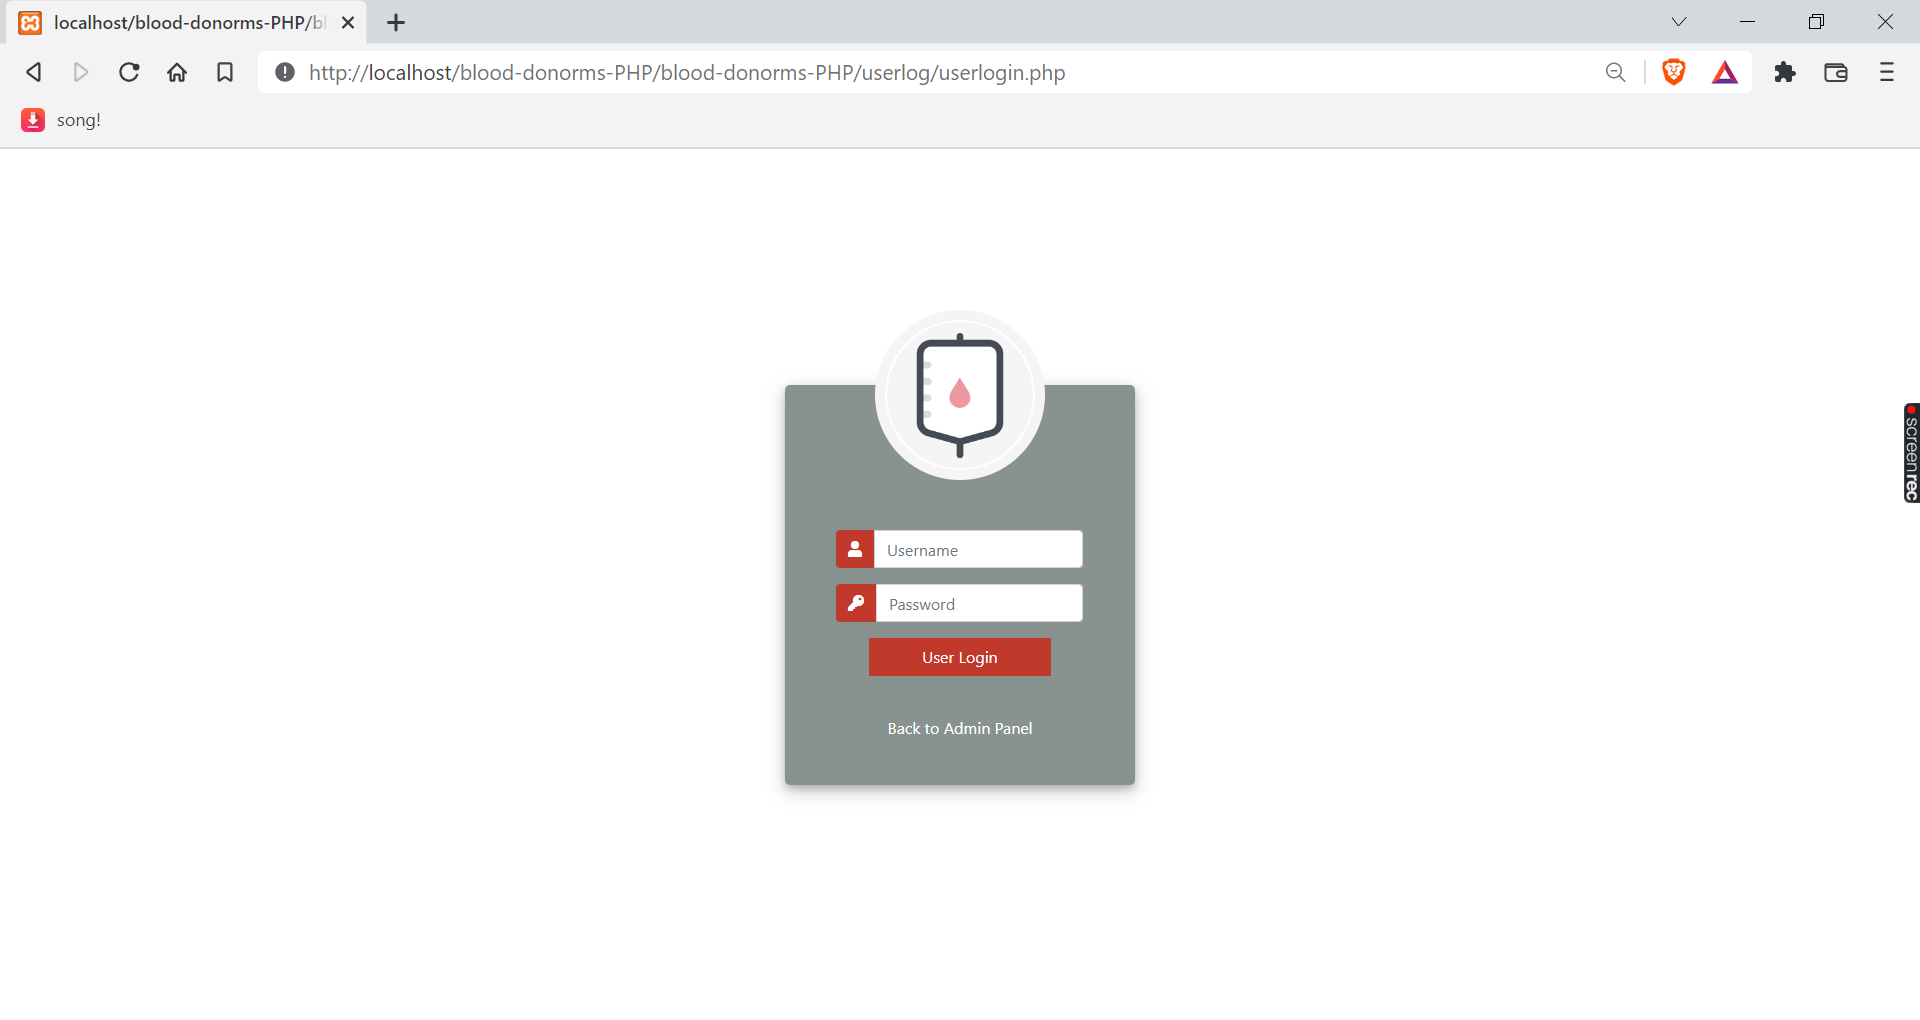 localhost/blood-donorms-PHP/bl
http://localhost/blood-donorms-PHP/blood-donorms-PHP/userlog/userlogin.php
song!
screenrec
Username
Password
User Login
Back to Admin Panel